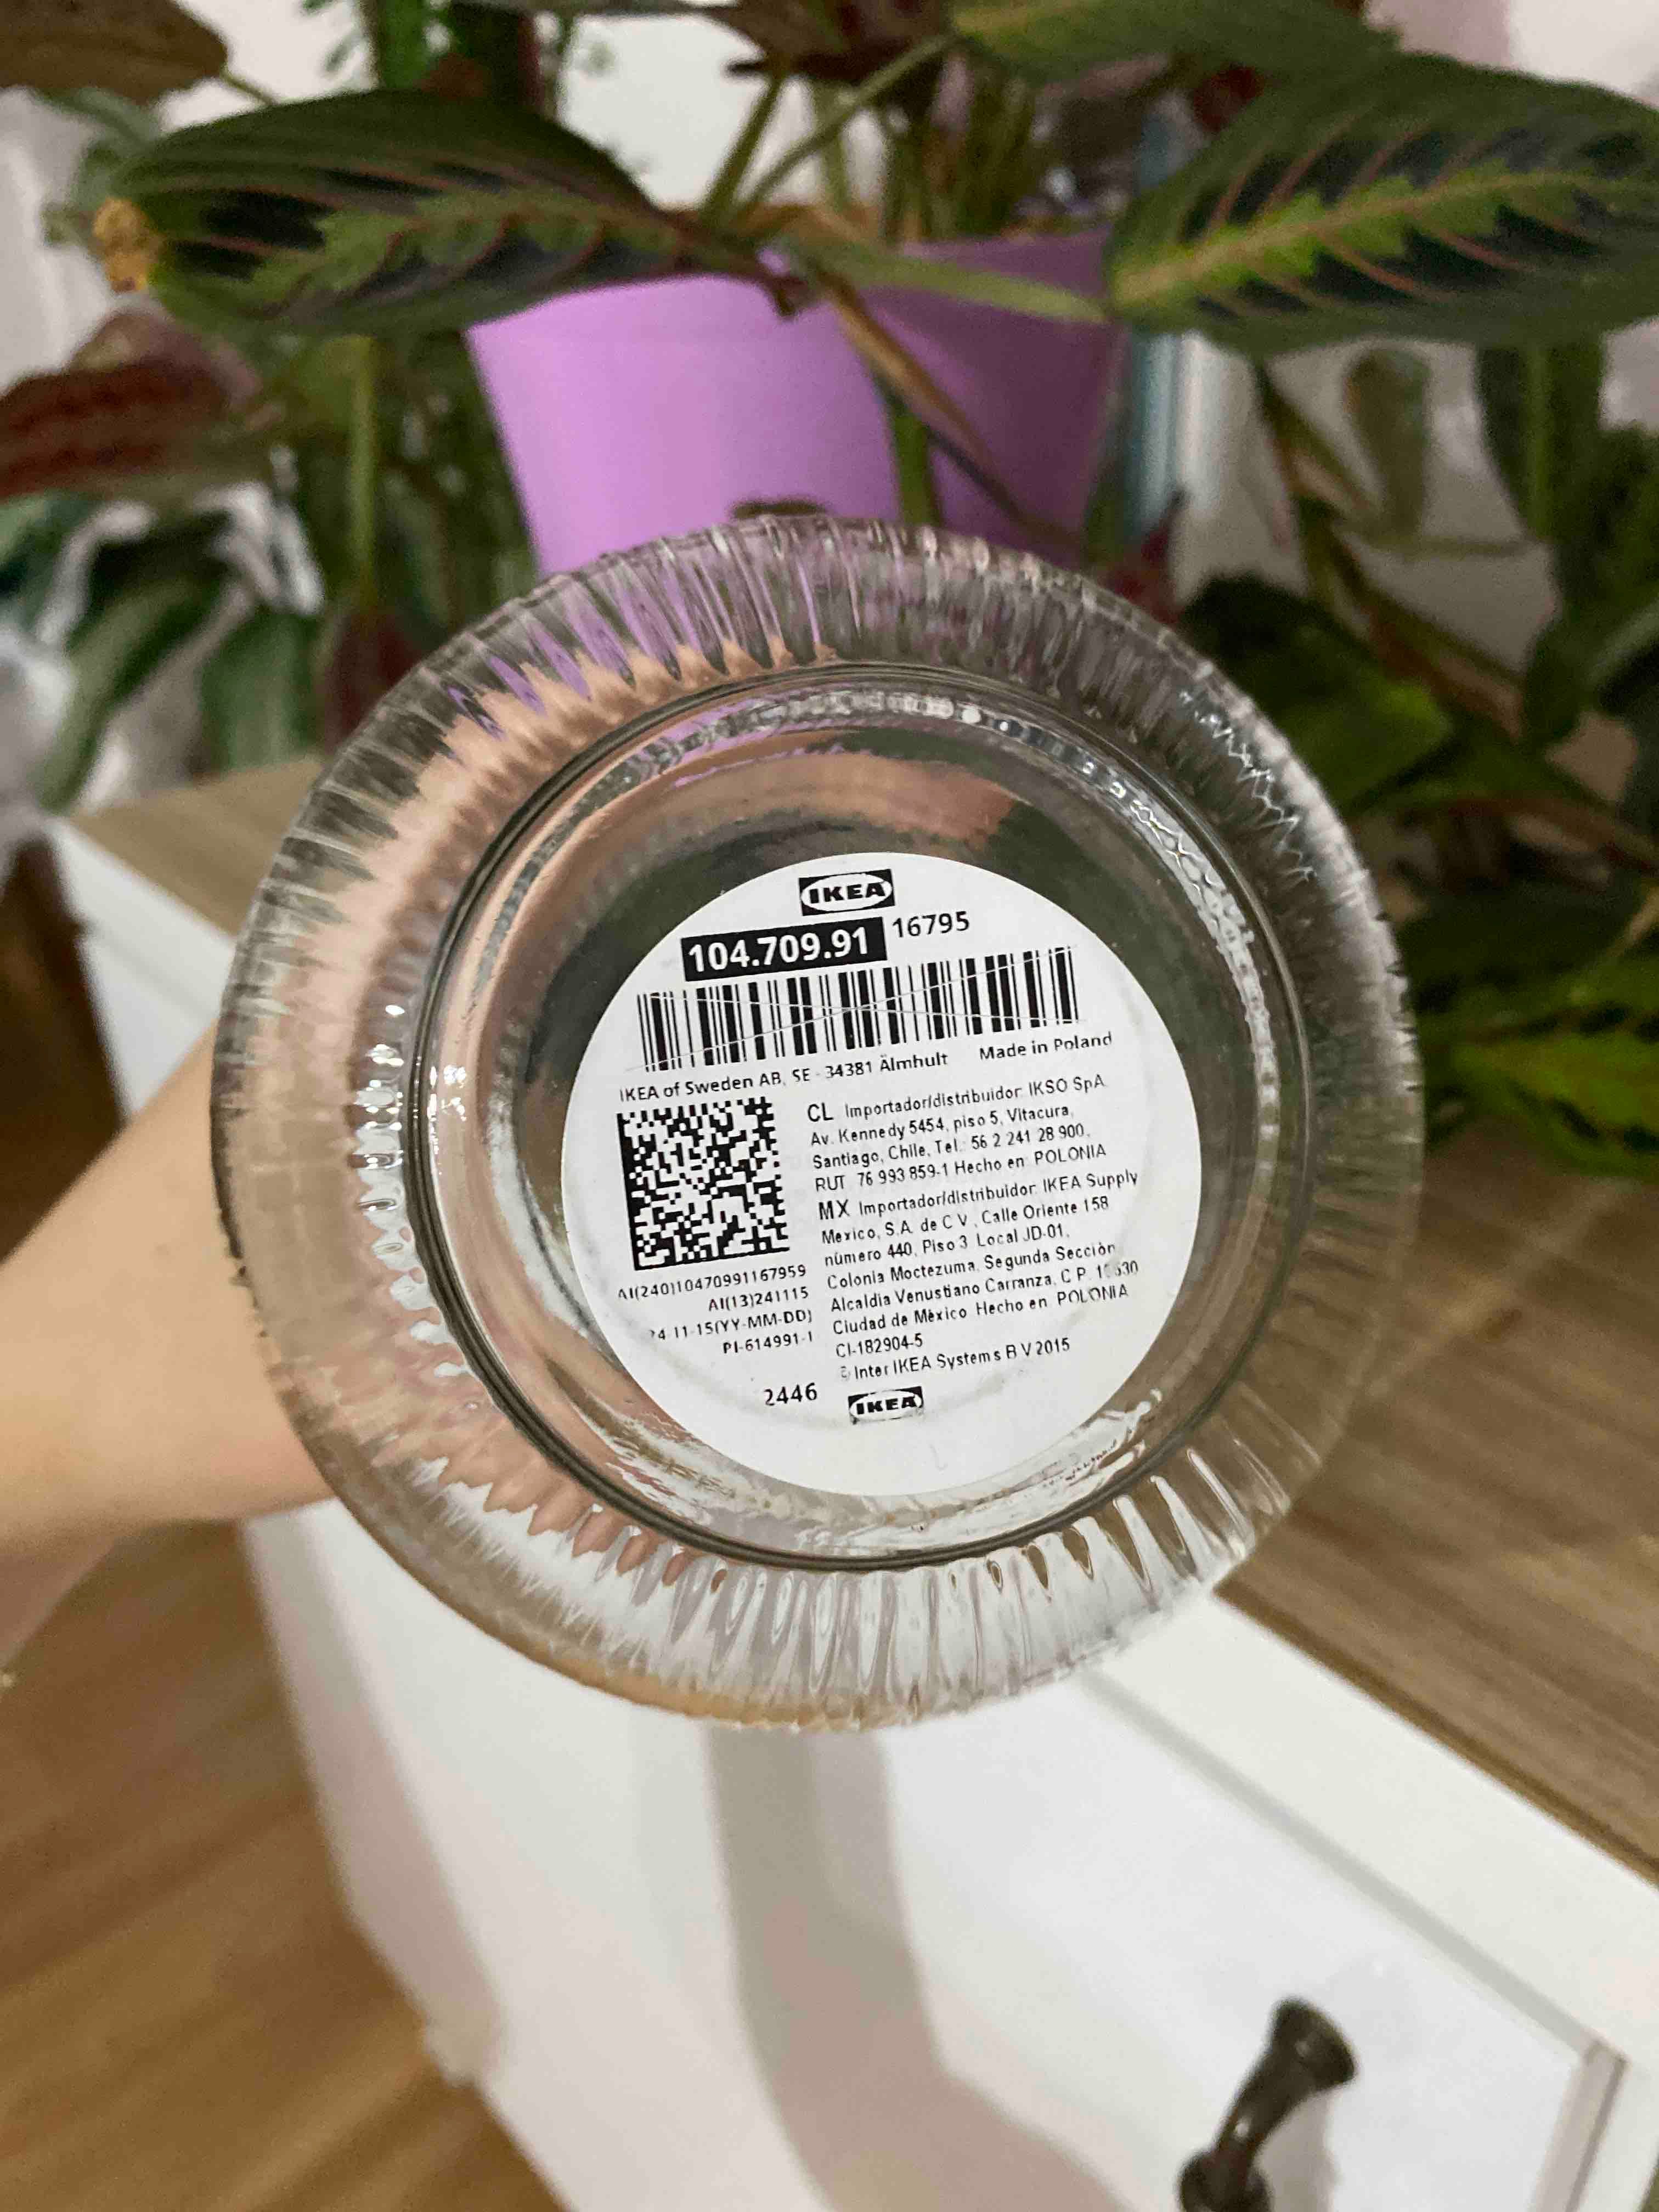 IKEA
104.709.91 16795
IKEA of Sweden AB, SE - 34381 Älmhult Made in Poland
CL Importador/distribuidor: IKSO SpA
Av. Kennedy 5454, piso 5, Vitacura,
Santiago, Chile, Tel.: 56 2 241 28 900,
RUT 76 993 859-1 Hecho en: POLONIA
MX Importador/distribuidor: IKEA Supply
Mexico, S.A. de C V , Calle Oriente 158
número 440, Piso 3 Local JD-01,
Colonia Moctezuma, Segunda Sección
Alcaldia Venustiano Carranza, C P.
Ciudad de México Hecho en: POLONIA
CI-182904-5
© Inter IKEA Systems B V 2015
AI(240)10470991167959
AI(13)241115
24-11-15(YY-MM-DD)
PI-614991-1
2446
IKEA